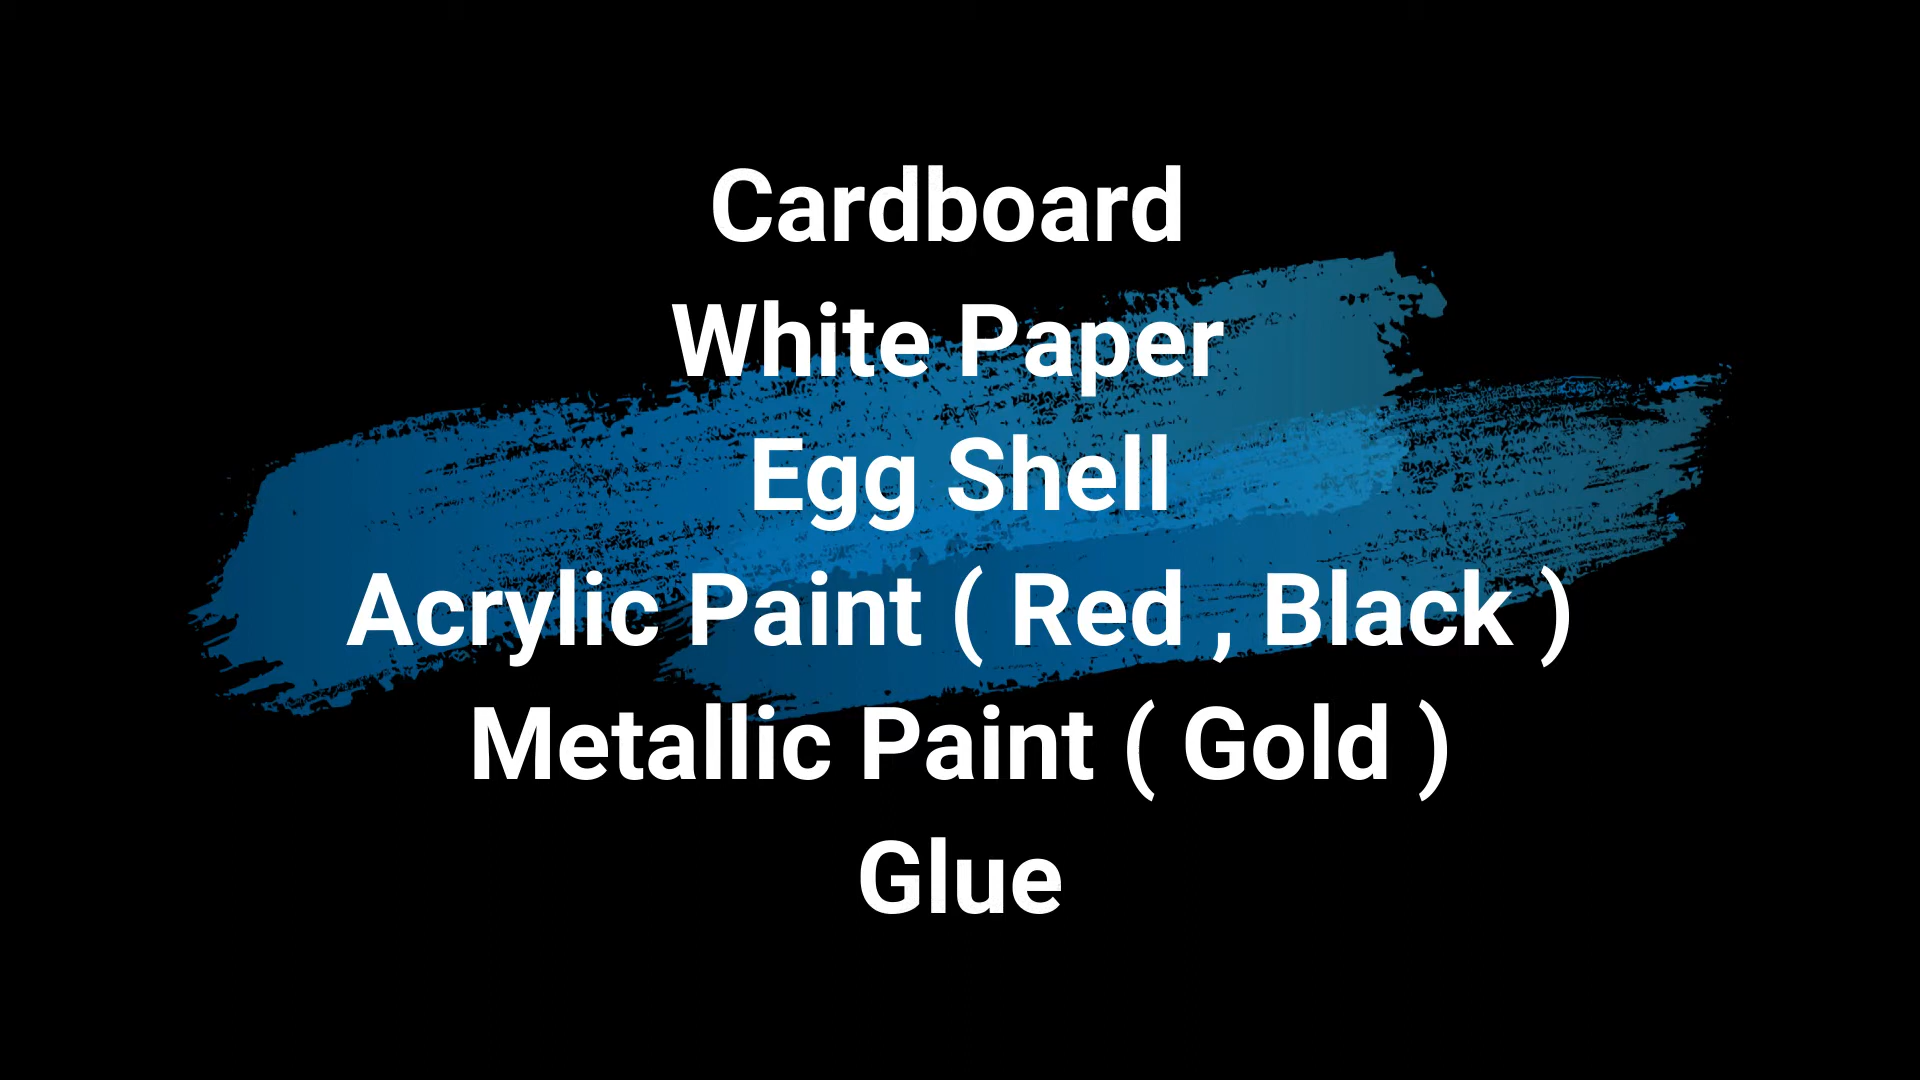 Cardboard
White Paper
Egg Shell
Acrylic Paint ( Red , Black )
Metallic Paint ( Gold )
Glue